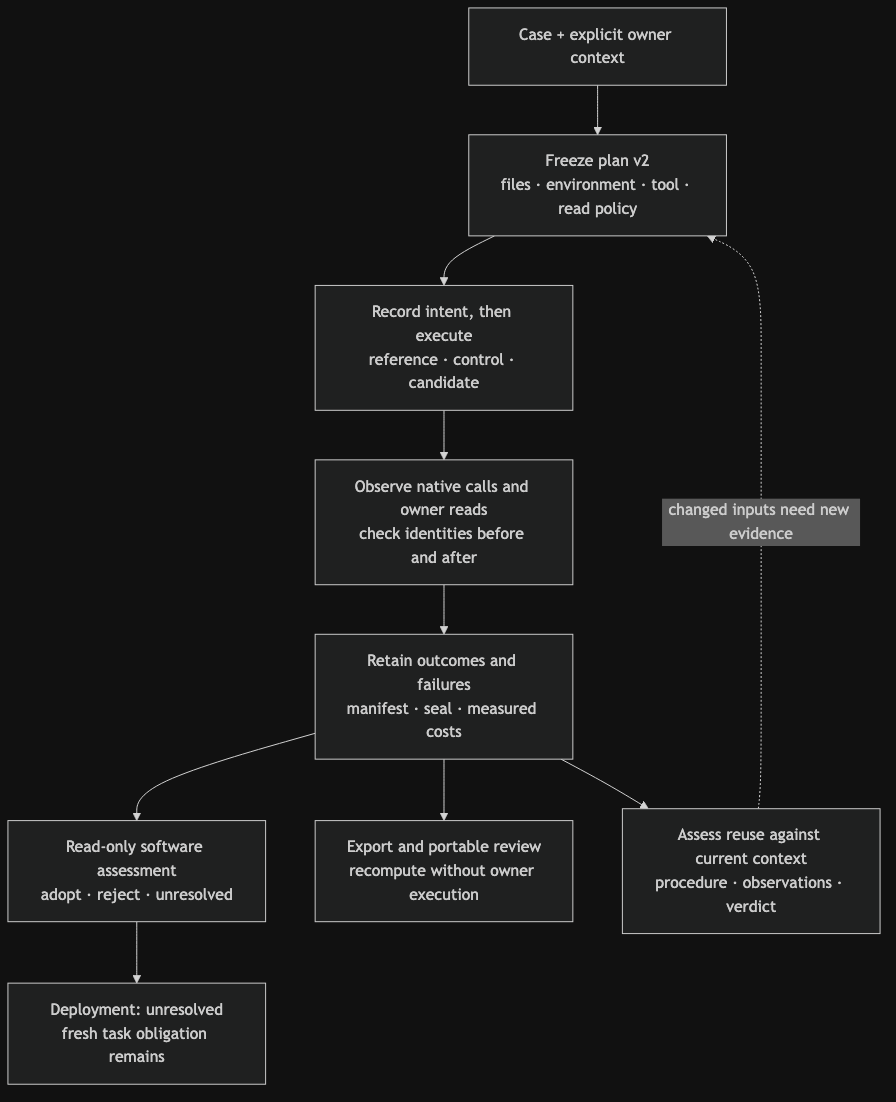 Case + explicit owner
context
Freeze plan v2
files · environment · tool ·
read policy
Record intent, then
execute
reference · control ·
candidate
Observe native calls and
owner reads
check identities before
and after
changed inputs need new
evidence
Retain outcomes and
failures
manifest · seal · measured
costs
Read-only software
assessment
adopt · reject · unresolved
Export and portable review
recompute without owner
execution
Assess reuse against
current context
procedure · observations ·
verdict
Deployment: unresolved
fresh task obligation
remains